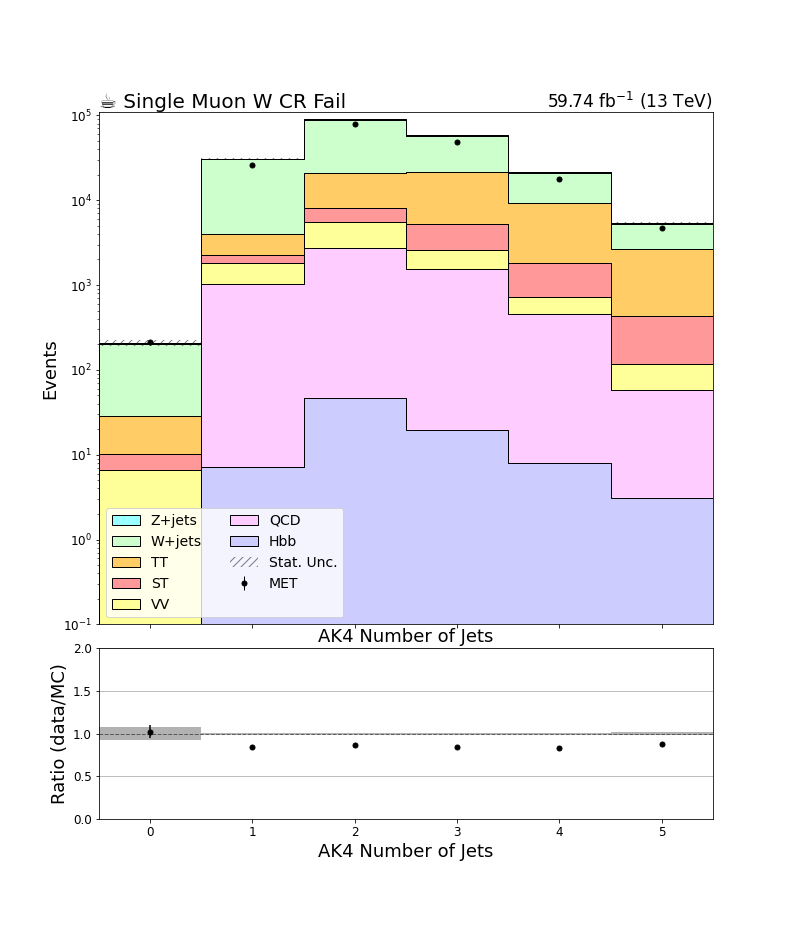 ☕ Single Muon W CR Fail
59.74 fb⁻¹ (13 TeV)
Events
10⁵
10⁴
10³
10²
10¹
10⁰
10⁻¹
Z+jets
W+jets
TT
ST
VV
QCD
Hbb
Stat. Unc.
MET
AK4 Number of Jets
Ratio (data/MC)
2.0
1.5
1.0
0.5
0.0
0 1 2 3 4 5
AK4 Number of Jets